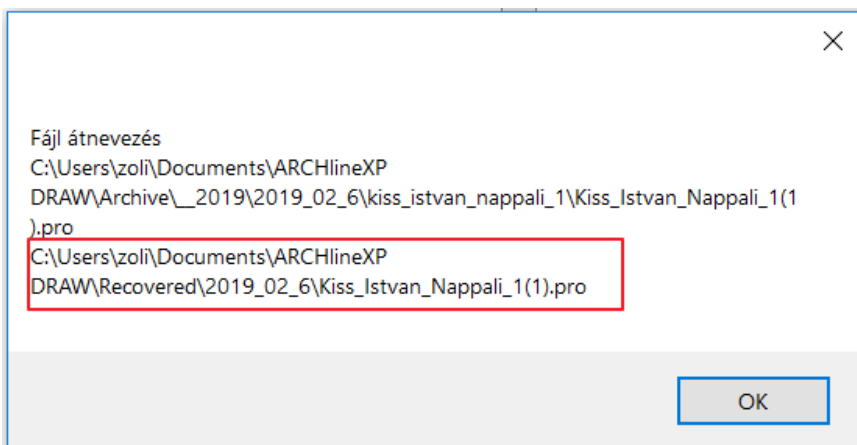 Fájl átnevezés
C:\Users\zoli\Documents\ARCHlineXP
DRAW\Archive\__2019\2019_02_6\kiss_istvan_nappali_1\Kiss_Istvan_Nappali_1(1
).pro
C:\Users\zoli\Documents\ARCHlineXP
DRAW\Recovered\2019_02_6\Kiss_Istvan_Nappali_1(1).pro
OK